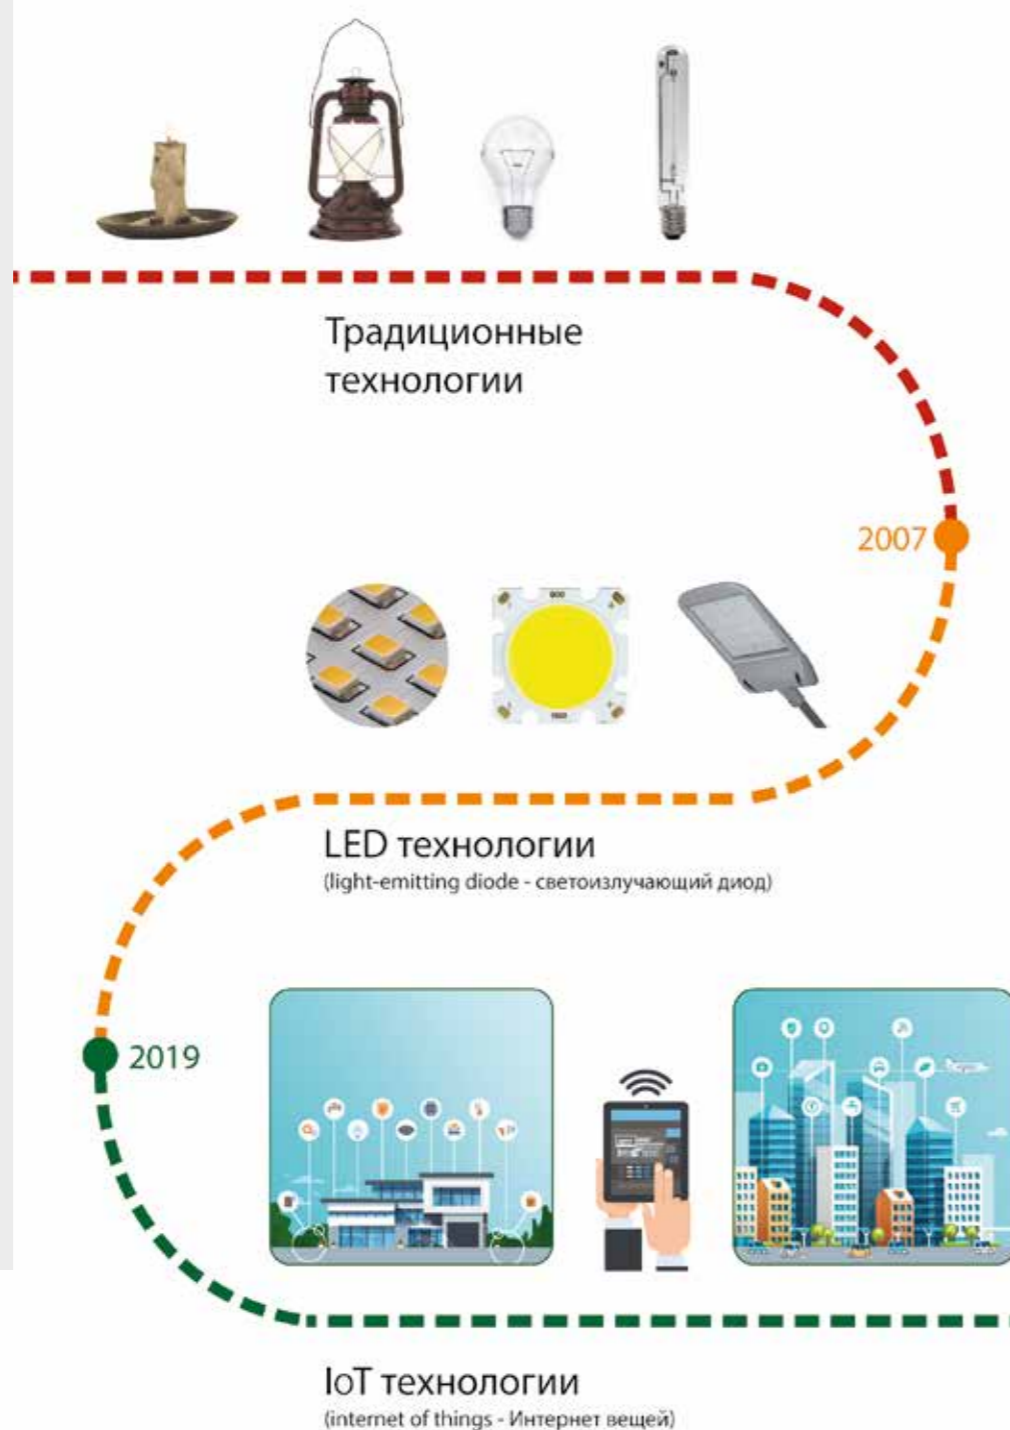 Традиционные
технологии
2007
LED технологии
(light-emitting diode - светоизлучающий диод)
2019
IoT технологии
(internet of things - Интернет вещей)